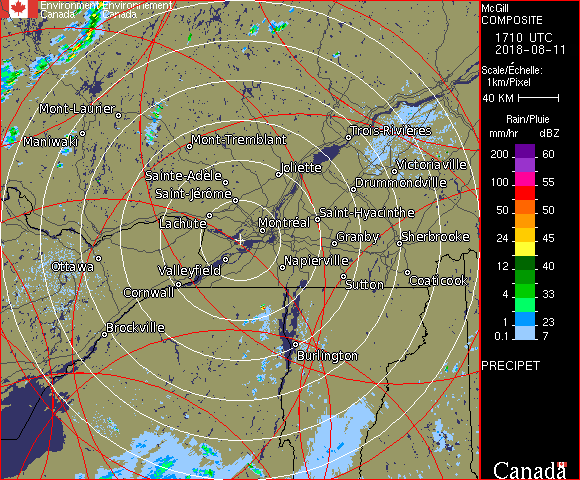 Environment Environnement
Canada Canada
McGill
COMPOSITE
1710 UTC
2018-08-11
Scale/Échelle:
1km/Pixel
40 KM
Rain/Pluie
mm/hr dBZ
200 60
100 55
50 50
24 45
12 40
4 33
1 23
0.1 7
PRECIPET
Canada
Mont-Laurier
Maniwaki
Mont-Tremblant
Trois-Rivières
Sainte-Adèle
Joliette
Victoriaville
Saint-Jérôme
Drummondville
Lachute
Montréal
Saint-Hyacinthe
Granby
Sherbrooke
Ottawa
Valleyfield
Napierville
Cornwall
Sutton
Coaticook
Brockville
Burlington